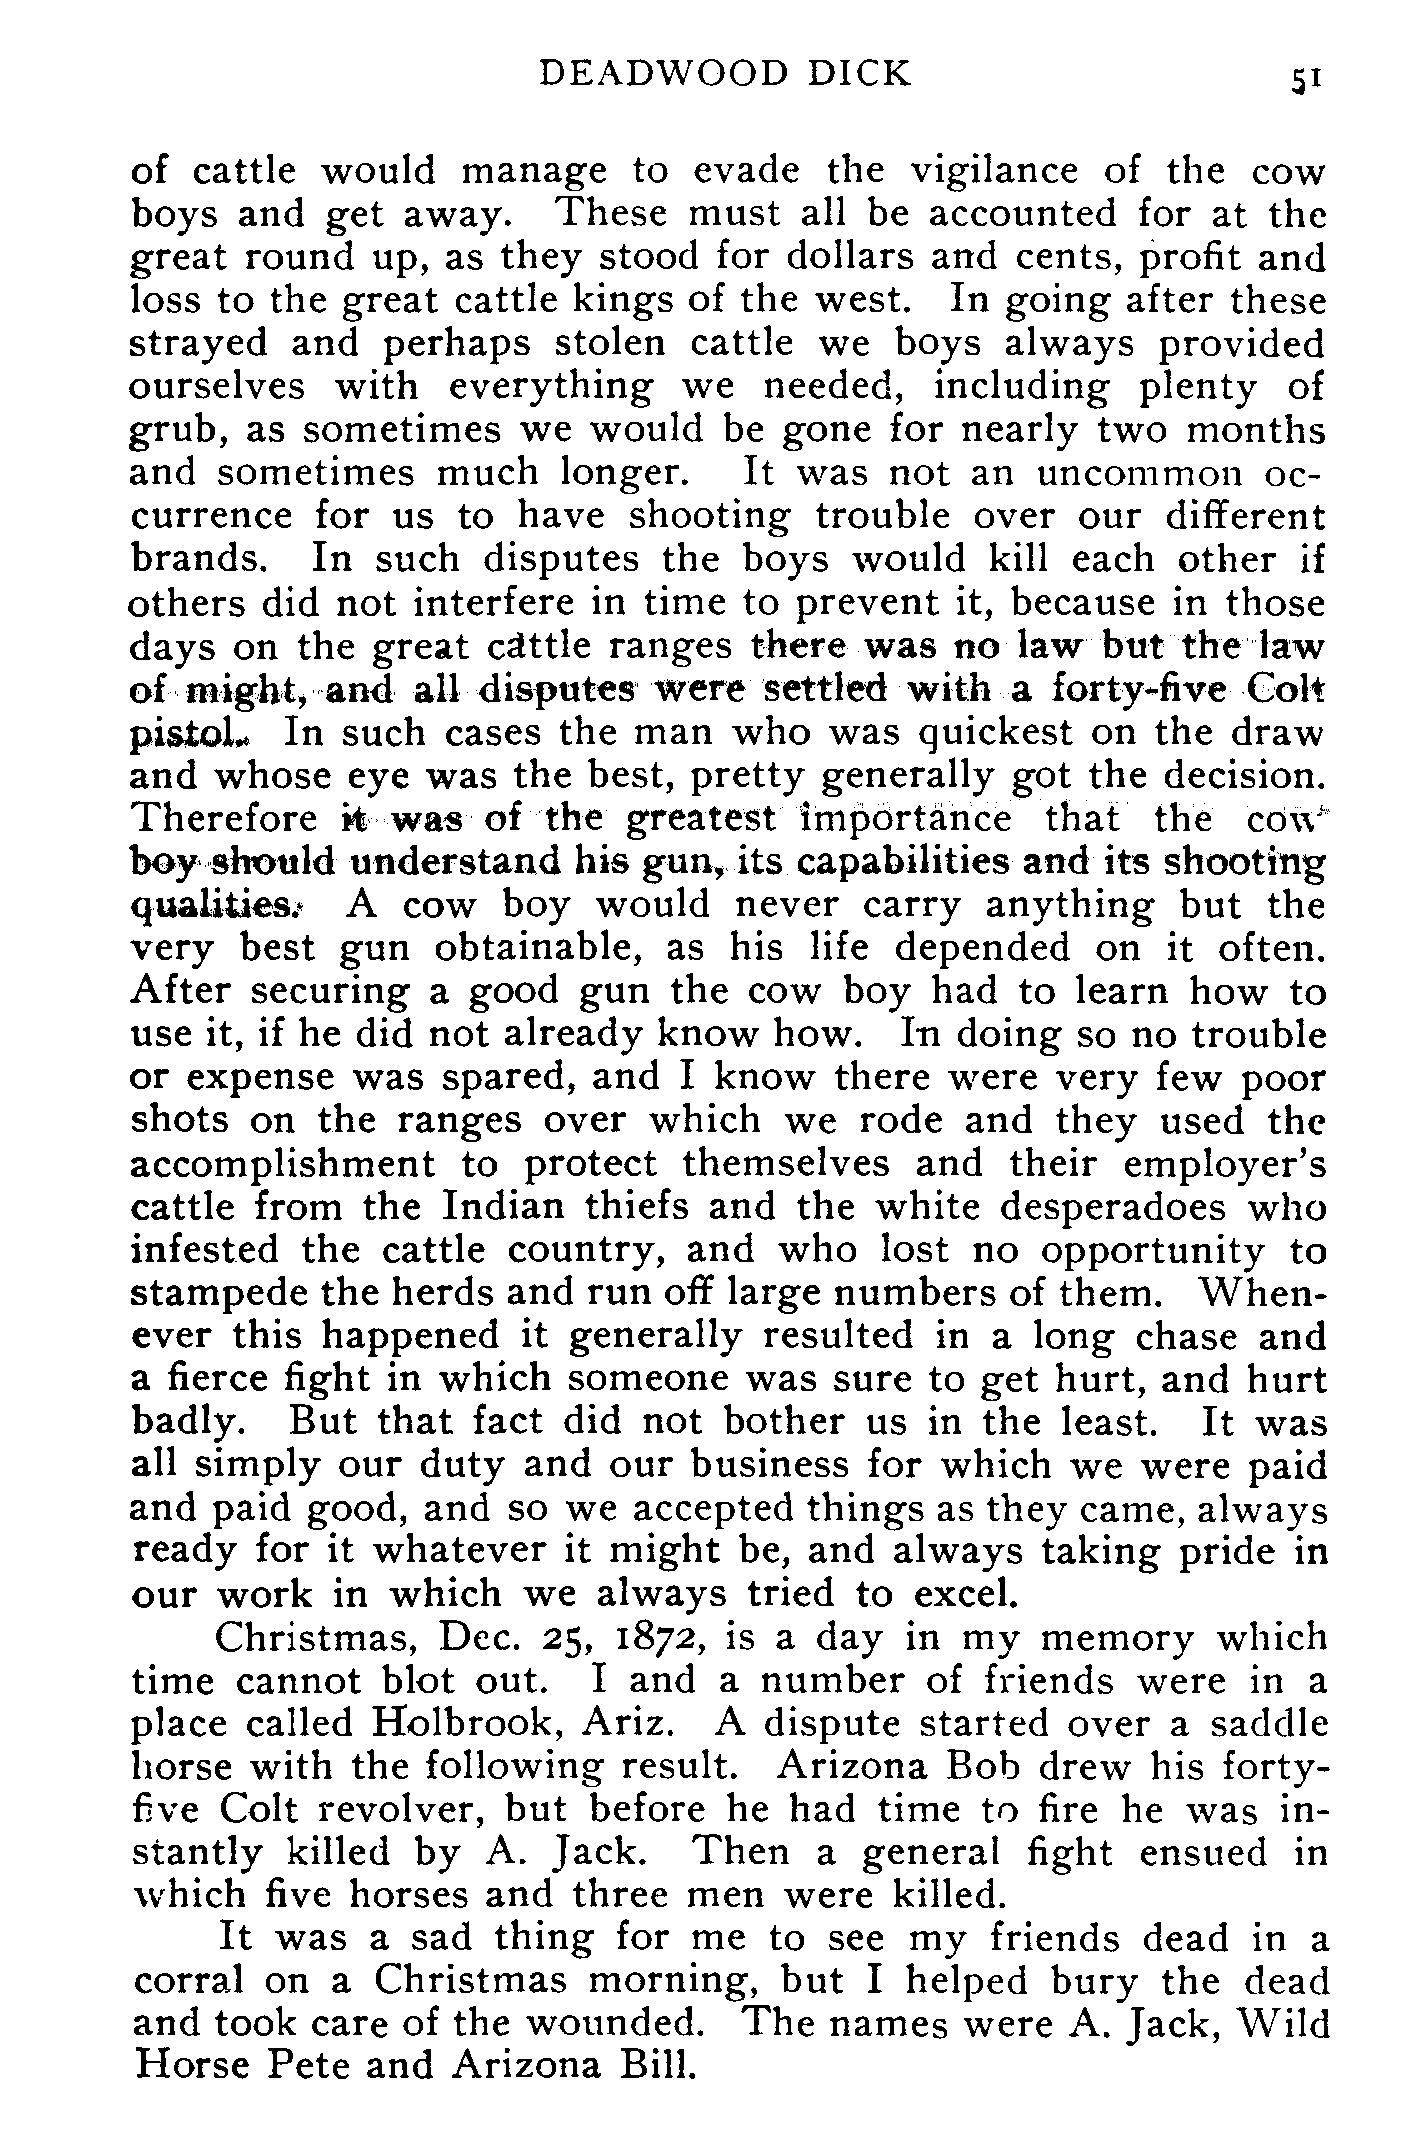 DEADWOOD DICK 51
of cattle would manage to evade the vigilance of the cow
boys and get away. These must all be accounted for at the
great round up, as they stood for dollars and cents, profit and
loss to the great cattle kings of the west. In going after these
strayed and perhaps stolen cattle we boys always provided
ourselves with everything we needed, including plenty of
grub, as sometimes we would be gone for nearly two months
and sometimes much longer. It was not an uncommon oc-
currence for us to have shooting trouble over our different
brands. In such disputes the boys would kill each other if
others did not interfere in time to prevent it, because in those
days on the great cattle ranges there was no law but the law
of might, and all disputes were settled with a forty-five Colt
pistol. In such cases the man who was quickest on the draw
and whose eye was the best, pretty generally got the decision.
Therefore it was of the greatest importance that the cow
boy should understand his gun, its capabilities and its shooting
qualities. A cow boy would never carry anything but the
very best gun obtainable, as his life depended on it often.
After securing a good gun the cow boy had to learn how to
use it, if he did not already know how. In doing so no trouble
or expense was spared, and I know there were very few poor
shots on the ranges over which we rode and they used the
accomplishment to protect themselves and their employer's
cattle from the Indian thiefs and the white desperadoes who
infested the cattle country, and who lost no opportunity to
stampede the herds and run off large numbers of them. When-
ever this happened it generally resulted in a long chase and
a fierce fight in which someone was sure to get hurt, and hurt
badly. But that fact did not bother us in the least. It was
all simply our duty and our business for which we were paid
and paid good, and so we accepted things as they came, always
ready for it whatever it might be, and always taking pride in
our work in which we always tried to excel.
Christmas, Dec. 25, 1872, is a day in my memory which
time cannot blot out. I and a number of friends were in a
place called Holbrook, Ariz. A dispute started over a saddle
horse with the following result. Arizona Bob drew his forty-
five Colt revolver, but before he had time to fire he was in-
stantly killed by A. Jack. Then a general fight ensued in
which five horses and three men were killed.
It was a sad thing for me to see my friends dead in a
corral on a Christmas morning, but I helped bury the dead
and took care of the wounded. The names were A. Jack, Wild
Horse Pete and Arizona Bill.